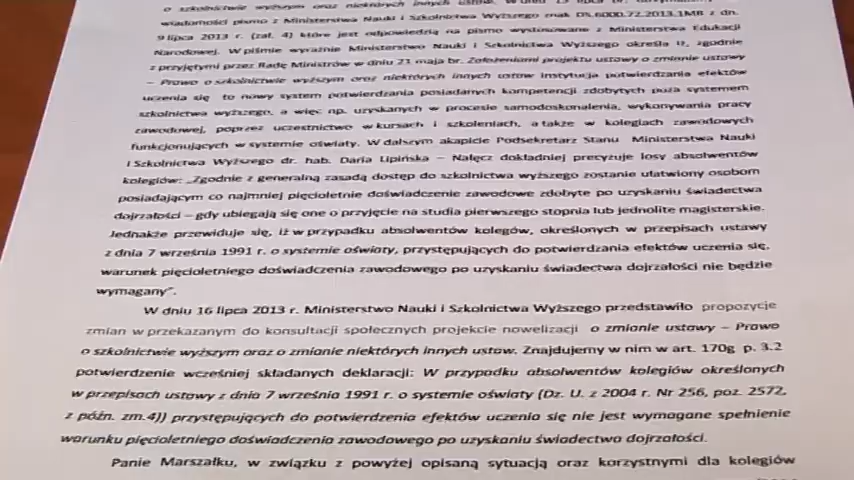 o szkolnictwie wyższym oraz niektórych innych ustaw. W dniu 15 lipca br. otrzymaliśmy
wiadomości pismo z Ministerstwa Nauki i Szkolnictwa Wyższego znak DS.6000.72.2013.1MB z dn.
9 lipca 2013 r. (zał. 4) które jest odpowiedzią na pismo wystosowane z Ministerstwa Edukacji
Narodowej. W piśmie wyraźnie Ministerstwo Nauki i Szkolnictwa Wyższego określa iż, zgodnie
z przyjętymi przez Radę Ministrów w dniu 21 maja br. Założeniami projektu ustawy o zmianie ustawy
– Prawo o szkolnictwie wyższym oraz niektórych innych ustaw instytucja potwierdzania efektów
uczenia się to nowy system potwierdzania posiadanych kompetencji zdobytych poza systemem
szkolnictwa wyższego, a więc np. uzyskanych w procesie samodoskonalenia, wykonywania pracy
zawodowej, poprzez uczestnictwo w kursach i szkoleniach, a także w kolegiach zawodowych
funkcjonujących w systemie oświaty. W dalszym akapicie Podsekretarz Stanu Ministerstwa Nauki
i Szkolnictwa Wyższego dr. hab. Daria Lipińska – Nałęcz dokładniej precyzuje losy absolwentów
kolegiów: „Zgodnie z generalną zasadą dostęp do szkolnictwa wyższego zostanie ułatwiony osobom
posiadającym co najmniej pięcioletnie doświadczenie zawodowe zdobyte po uzyskaniu świadectwa
dojrzałości – gdy ubiegają się one o przyjęcie na studia pierwszego stopnia lub jednolite magisterskie.
Jednakże przewiduje się, iż w przypadku absolwentów kolegów, określonych w przepisach ustawy
z dnia 7 września 1991 r. o systemie oświaty, przystępujących do potwierdzania efektów uczenia się,
warunek pięcioletniego doświadczenia zawodowego po uzyskaniu świadectwa dojrzałości nie będzie
wymagany”.
W dniu 16 lipca 2013 r. Ministerstwo Nauki i Szkolnictwa Wyższego przedstawiło propozycje
zmian w przekazanym do konsultacji społecznych projekcie nowelizacji o zmianie ustawy – Prawo
o szkolnictwie wyższym oraz o zmianie niektórych innych ustaw. Znajdujemy w nim w art. 170g p. 3.2
potwierdzenie wcześniej składanych deklaracji: W przypadku absolwentów kolegiów określonych
w przepisach ustawy z dnia 7 września 1991 r. o systemie oświaty (Dz. U. z 2004 r. Nr 256, poz. 2572,
z późn. zm.4)) przystępujących do potwierdzenia efektów uczenia się nie jest wymagane spełnienie
warunku pięcioletniego doświadczenia zawodowego po uzyskaniu świadectwa dojrzałości.
Panie Marszałku, w związku z powyżej opisaną sytuacją oraz korzystnymi dla kolegiów